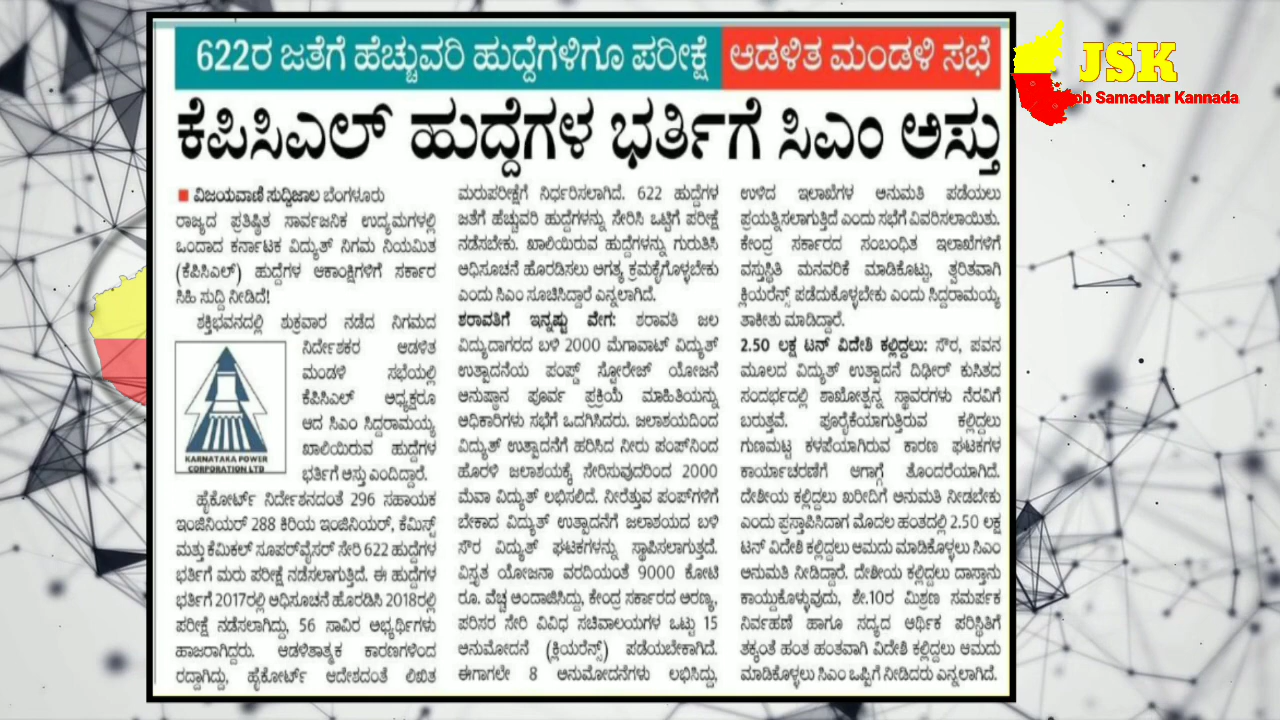 622ರ ಜತೆಗೆ ಹೆಚ್ಚುವರಿ ಹುದ್ದೆಗಳಿಗೂ ಪರೀಕ್ಷೆ ಆಡಳಿತ ಮಂಡಳಿ ಸಭೆ
JSK
ob Samachar Kannada
ಕೆಪಿಸಿಎಲ್ ಹುದ್ದೆಗಳ ಭರ್ತಿಗೆ ಸಿಎಂ ಅಸ್ತು
■ ವಿಜಯವಾಣಿ ಸುದ್ದಿಜಾಲ ಬೆಂಗಳೂರು
ರಾಜ್ಯದ ಪ್ರತಿಷ್ಠಿತ ಸಾರ್ವಜನಿಕ ಉದ್ಯಮಗಳಲ್ಲಿ
ಒಂದಾದ ಕರ್ನಾಟಕ ವಿದ್ಯುತ್ ನಿಗಮ ನಿಯಮಿತ
(ಕೆಪಿಸಿಎಲ್) ಹುದ್ದೆಗಳ ಆಕಾಂಕ್ಷಿಗಳಿಗೆ ಸರ್ಕಾರ
ಸಿಹಿ ಸುದ್ದಿ ನೀಡಿದೆ!
ಶಕ್ತಿಭವನದಲ್ಲಿ ಶುಕ್ರವಾರ ನಡೆದ ನಿಗಮದ
ನಿರ್ದೇಶಕರ ಆಡಳಿತ
ಮಂಡಳಿ ಸಭೆಯಲ್ಲಿ
ಕೆಪಿಸಿಎಲ್ ಅಧ್ಯಕ್ಷರೂ
ಆದ ಸಿಎಂ ಸಿದ್ದರಾಮಯ್ಯ
ಖಾಲಿಯಿರುವ ಹುದ್ದೆಗಳ
ಭರ್ತಿಗೆ ಅಸ್ತು ಎಂದಿದ್ದಾರೆ.
KARNATAKA POWER
CORPORATION LTD
ಹೈಕೋರ್ಟ್ ನಿರ್ದೇಶನದಂತೆ 296 ಸಹಾಯಕ
ಇಂಜಿನಿಯರ್ 288 ಕಿರಿಯ ಇಂಜಿನಿಯರ್, ಕೆಮಿಸ್ಟ್
ಮತ್ತು ಕೆಮಿಕಲ್ ಸೂಪರ್‌ವೈಸರ್ ಸೇರಿ 622 ಹುದ್ದೆಗಳ
ಭರ್ತಿಗೆ ಮರು ಪರೀಕ್ಷೆ ನಡೆಸಲಾಗುತ್ತಿದೆ. ಈ ಹುದ್ದೆಗಳ
ಭರ್ತಿಗೆ 2017ರಲ್ಲಿ ಅಧಿಸೂಚನೆ ಹೊರಡಿಸಿ 2018ರಲ್ಲಿ
ಪರೀಕ್ಷೆ ನಡೆಸಲಾಗಿದ್ದು, 56 ಸಾವಿರ ಅಭ್ಯರ್ಥಿಗಳು
ಹಾಜರಾಗಿದ್ದರು. ಆಡಳಿತಾತ್ಮಕ ಕಾರಣಗಳಿಂದ
ರದ್ದಾಗಿದ್ದು, ಹೈಕೋರ್ಟ್ ಆದೇಶದಂತೆ ಲಿಖಿತ
ಮರುಪರೀಕ್ಷೆಗೆ ನಿರ್ಧರಿಸಲಾಗಿದೆ. 622 ಹುದ್ದೆಗಳ
ಜತೆಗೆ ಹೆಚ್ಚುವರಿ ಹುದ್ದೆಗಳನ್ನು ಸೇರಿಸಿ ಒಟ್ಟಿಗೆ ಪರೀಕ್ಷೆ
ನಡೆಸಬೇಕು. ಖಾಲಿಯಿರುವ ಹುದ್ದೆಗಳನ್ನು ಗುರುತಿಸಿ
ಅಧಿಸೂಚನೆ ಹೊರಡಿಸಲು ಅಗತ್ಯ ಕ್ರಮಕೈಗೊಳ್ಳಬೇಕು
ಎಂದು ಸಿಎಂ ಸೂಚಿಸಿದ್ದಾರೆ ಎನ್ನಲಾಗಿದೆ.
ಶರಾವತಿಗೆ ಇನ್ನಷ್ಟು ವೇಗ: ಶರಾವತಿ ಜಲ
ವಿದ್ಯುದಾಗರದ ಬಳಿ 2000 ಮೆಗಾವಾಟ್ ವಿದ್ಯುತ್
ಉತ್ಪಾದನೆಯ ಪಂಪ್ಡ್ ಸ್ಟೋರೇಜ್ ಯೋಜನೆ
ಅನುಷ್ಠಾನ ಪೂರ್ವ ಪ್ರಕ್ರಿಯೆ ಮಾಹಿತಿಯನ್ನು
ಅಧಿಕಾರಿಗಳು ಸಭೆಗೆ ಒದಗಿಸಿದರು. ಜಲಾಶಯದಿಂದ
ವಿದ್ಯುತ್ ಉತ್ಪಾದನೆಗೆ ಹರಿಸಿದ ನೀರು ಪಂಪ್‌ನಿಂದ
ಹೊರಳಿ ಜಲಾಶಯಕ್ಕೆ ಸೇರಿಸುವುದರಿಂದ 2000
ಮೆವಾ ವಿದ್ಯುತ್ ಲಭಿಸಲಿದೆ. ನೀರೆತ್ತುವ ಪಂಪ್‌ಗಳಿಗೆ
ಬೇಕಾದ ವಿದ್ಯುತ್ ಉತ್ಪಾದನೆಗೆ ಜಲಾಶಯದ ಬಳಿ
ಸೌರ ವಿದ್ಯುತ್ ಘಟಕಗಳನ್ನು ಸ್ಥಾಪಿಸಲಾಗುತ್ತದೆ.
ವಿಸ್ತೃತ ಯೋಜನಾ ವರದಿಯಂತೆ 9000 ಕೋಟಿ
ರೂ. ವೆಚ್ಚ ಅಂದಾಜಿಸಿದ್ದು, ಕೇಂದ್ರ ಸರ್ಕಾರದ ಅರಣ್ಯ,
ಪರಿಸರ ಸೇರಿ ವಿವಿಧ ಸಚಿವಾಲಯಗಳ ಒಟ್ಟು 15
ಅನುಮೋದನೆ (ಕ್ಲಿಯರೆನ್ಸ್) ಪಡೆಯಬೇಕಾಗಿದೆ.
ಈಗಾಗಲೇ 8 ಅನುಮೋದನೆಗಳು ಲಭಿಸಿದ್ದು,
ಉಳಿದ ಇಲಾಖೆಗಳ ಅನುಮತಿ ಪಡೆಯಲು
ಪ್ರಯತ್ನಿಸಲಾಗುತ್ತಿದೆ ಎಂದು ಸಭೆಗೆ ವಿವರಿಸಲಾಯಿತು.
ಕೇಂದ್ರ ಸರ್ಕಾರದ ಸಂಬಂಧಿತ ಇಲಾಖೆಗಳಿಗೆ
ವಸ್ತುಸ್ಥಿತಿ ಮನವರಿಕೆ ಮಾಡಿಕೊಟ್ಟು, ತ್ವರಿತವಾಗಿ
ಕ್ಲಿಯರೆನ್ಸ್ ಪಡೆದುಕೊಳ್ಳಬೇಕು ಎಂದು ಸಿದ್ದರಾಮಯ್ಯ
ತಾಕೀತು ಮಾಡಿದ್ದಾರೆ.
2.50 ಲಕ್ಷ ಟನ್ ವಿದೇಶಿ ಕಲ್ಲಿದ್ದಲು: ಸೌರ, ಪವನ
ಮೂಲದ ವಿದ್ಯುತ್ ಉತ್ಪಾದನೆ ದಿಢೀರ್ ಕುಸಿತದ
ಸಂದರ್ಭದಲ್ಲಿ ಶಾಖೋತ್ಪನ್ನ ಸ್ಥಾವರಗಳು ನೆರವಿಗೆ
ಬರುತ್ತವೆ. ಪೂರೈಕೆಯಾಗುತ್ತಿರುವ ಕಲ್ಲಿದ್ದಲು
ಗುಣಮಟ್ಟ ಕಳಪೆಯಾಗಿರುವ ಕಾರಣ ಘಟಕಗಳ
ಕಾರ್ಯಾಚರಣೆಗೆ ಆಗಾಗ್ಗೆ ತೊಂದರೆಯಾಗಿದೆ.
ದೇಶೀಯ ಕಲ್ಲಿದ್ದಲು ಖರೀದಿಗೆ ಅನುಮತಿ ನೀಡಬೇಕು
ಎಂದು ಪ್ರಸ್ತಾಪಿಸಿದಾಗ ಮೊದಲ ಹಂತದಲ್ಲಿ 2.50 ಲಕ್ಷ
ಟನ್ ವಿದೇಶಿ ಕಲ್ಲಿದ್ದಲು ಆಮದು ಮಾಡಿಕೊಳ್ಳಲು ಸಿಎಂ
ಅನುಮತಿ ನೀಡಿದ್ದಾರೆ. ದೇಶೀಯ ಕಲ್ಲಿದ್ದಲು ದಾಸ್ತಾನು
ಕಾಯ್ದುಕೊಳ್ಳುವುದು, ಶೇ.10ರ ಮಿಶ್ರಣ ಸಮರ್ಪಕ
ನಿರ್ವಹಣೆ ಹಾಗೂ ಸದ್ಯದ ಆರ್ಥಿಕ ಪರಿಸ್ಥಿತಿಗೆ
ತಕ್ಕಂತೆ ಹಂತ ಹಂತವಾಗಿ ವಿದೇಶಿ ಕಲ್ಲಿದ್ದಲು ಆಮದು
ಮಾಡಿಕೊಳ್ಳಲು ಸಿಎಂ ಒಪ್ಪಿಗೆ ನೀಡಿದರು ಎನ್ನಲಾಗಿದೆ.